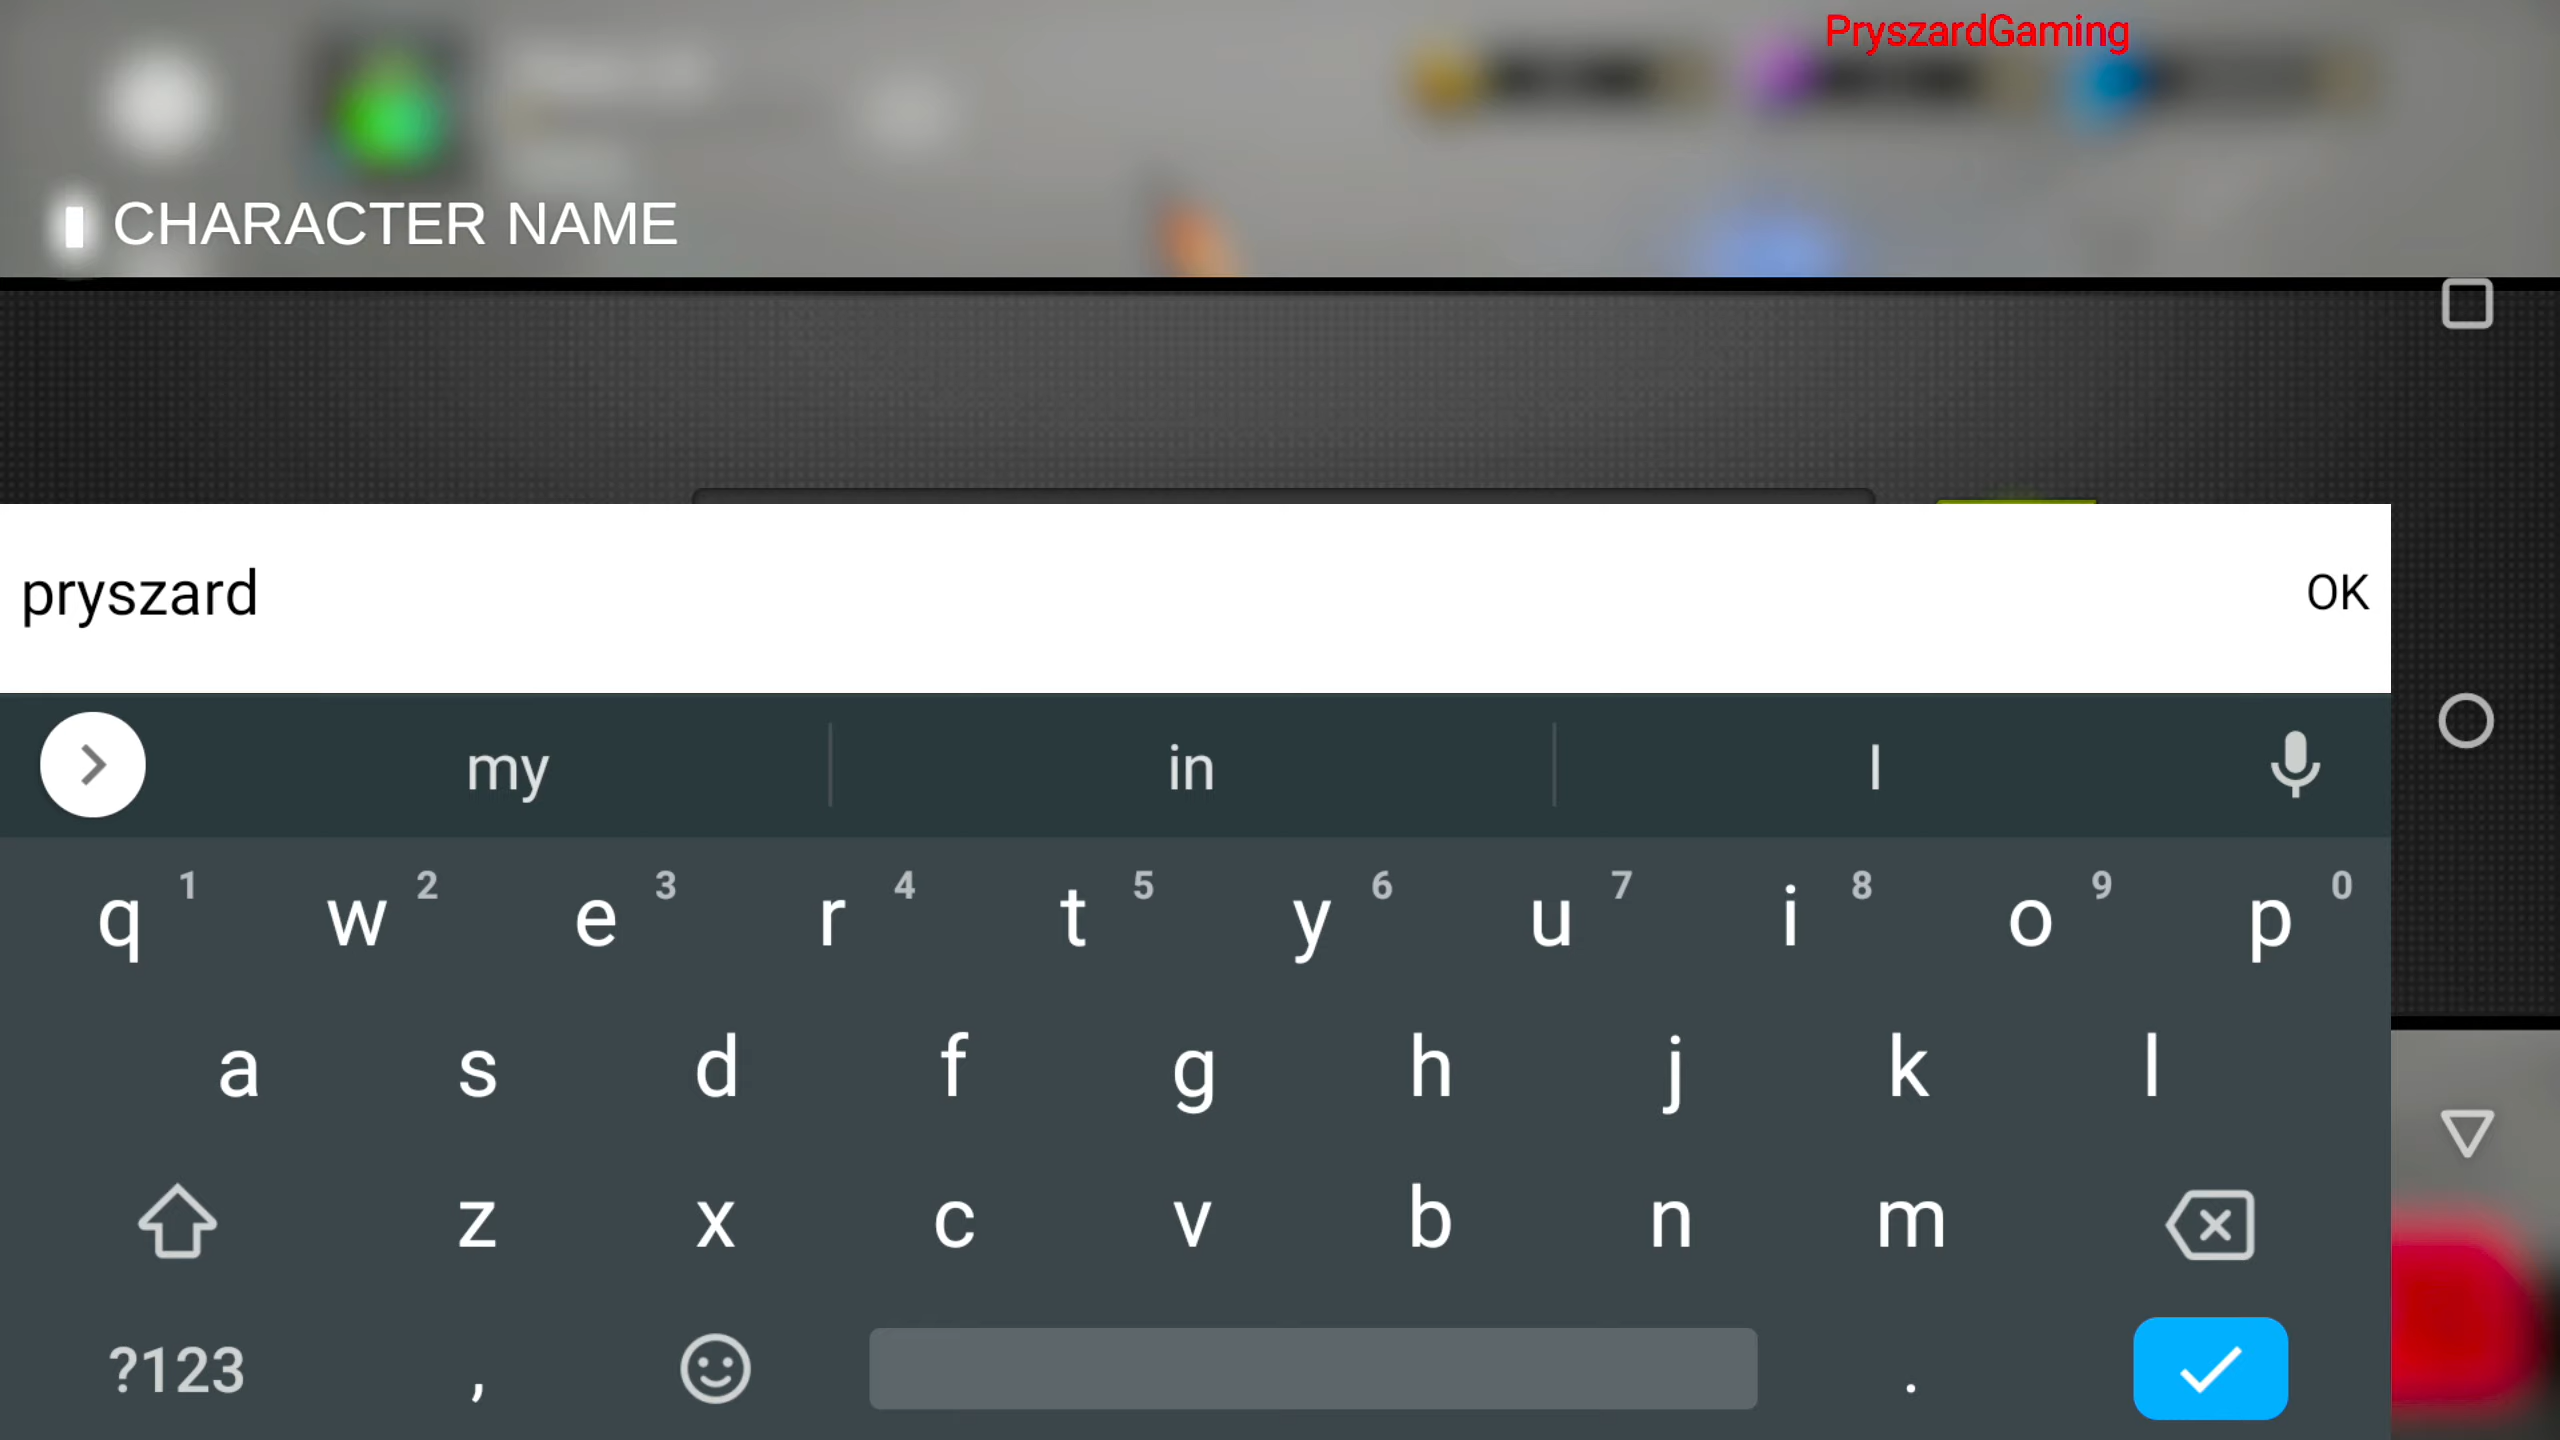 PryszardGaming
CHARACTER NAME
pryszard OK
my in I
q 1 w 2 e 3 r 4 t 5 y 6 u 7 i 8 o 9 p 0
a s d f g h j k l
z x c v b n m
?123 , .